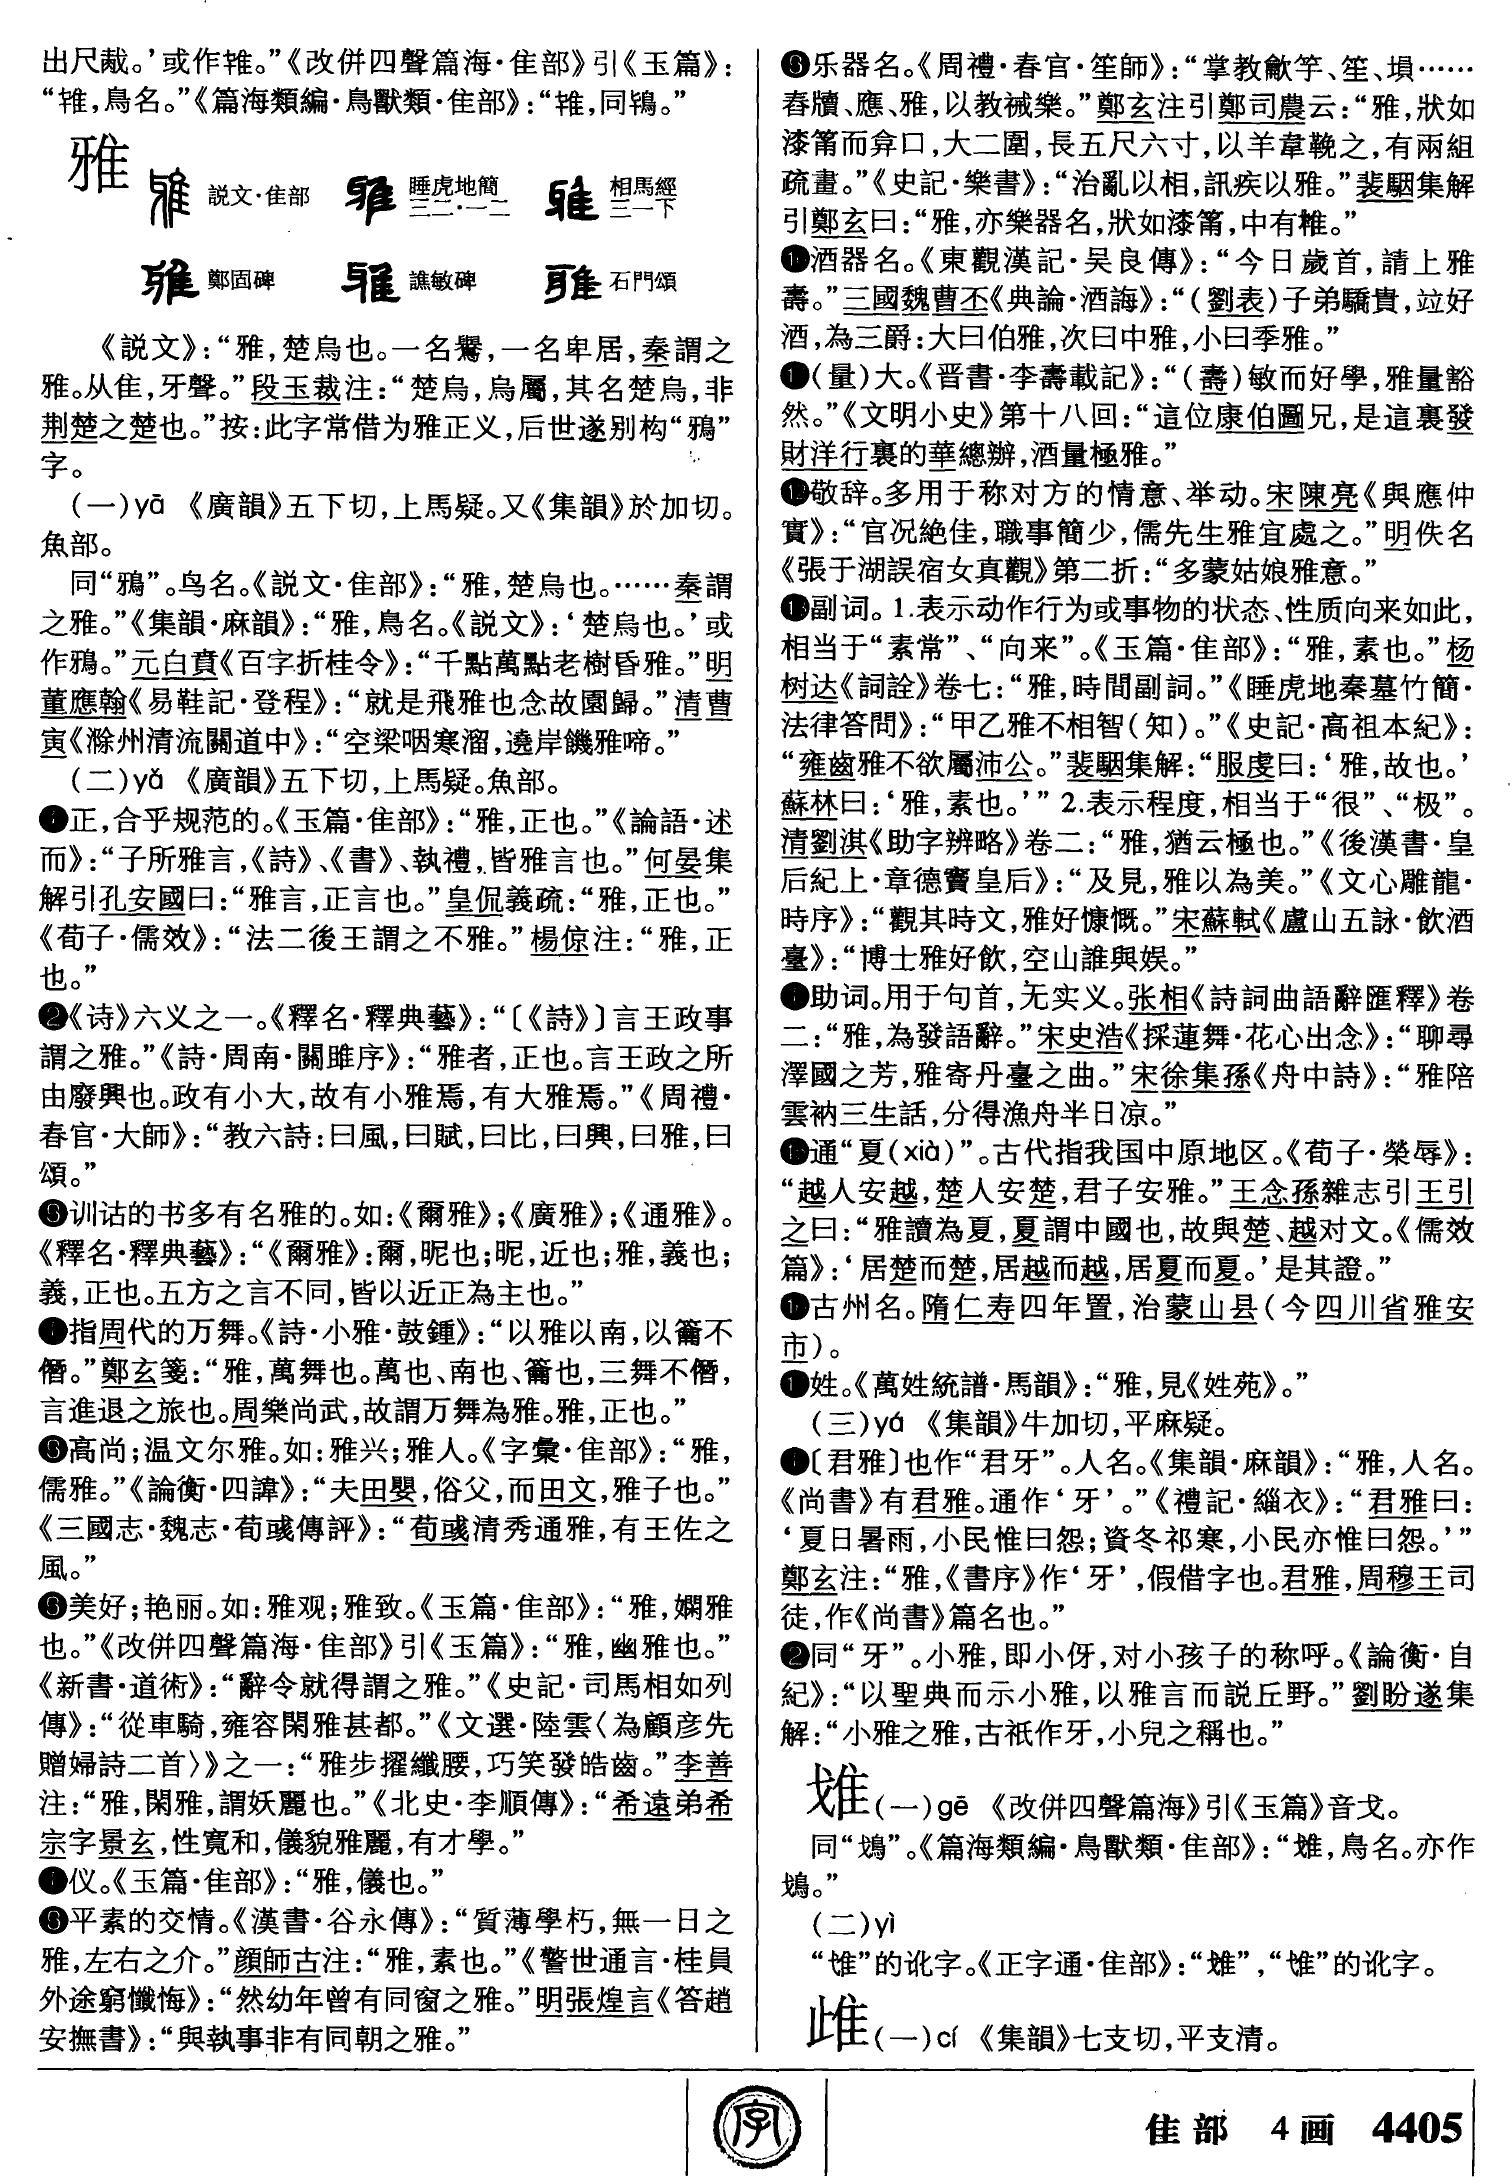 出尺㦸。’或作雃。”《改併四聲篇海·隹部》引《玉篇》：
“雃，鳥名。”《篇海類編·鳥獸類·隹部》：“雃，同鳽。”
雅
説文·隹部
睡虎地簡
三二·一二
相馬經
三一下
鄭固碑
譙敏碑
石門頌
《説文》：“雅，楚烏也。一名鸒，一名卑居，秦謂之
雅。从隹，牙聲。”段玉裁注：“楚烏，烏屬，其名楚烏，非
荆楚之楚也。”按：此字常借为雅正义，后世遂别构“鴉”
字。
（一）yā 《廣韻》五下切，上馬疑。又《集韻》於加切。
魚部。
同“鴉”。鸟名。《説文·隹部》：“雅，楚烏也。……秦謂
之雅。”《集韻·麻韻》：“雅，鳥名。《説文》：‘楚烏也。’或
作鴉。”元白賁《百字折桂令》：“千點萬點老樹昏雅。”明
董應翰《易鞋記·登程》：“就是飛雅也念故園歸。”清曹
寅《滁州清流關道中》：“空梁咽寒溜，遶岸饑雅啼。”
（二）yǎ 《廣韻》五下切，上馬疑。魚部。
❶正，合乎规范的。《玉篇·隹部》：“雅，正也。”《論語·述
而》：“子所雅言，《詩》、《書》、執禮，皆雅言也。”何晏集
解引孔安國曰：“雅言，正言也。”皇侃義疏：“雅，正也。”
《荀子·儒效》：“法二後王謂之不雅。”楊倞注：“雅，正
也。”
❷《诗》六义之一。《釋名·釋典藝》：“〔《詩》〕言王政事
謂之雅。”《詩·周南·關雎序》：“雅者，正也。言王政之所
由廢興也。政有小大，故有小雅焉，有大雅焉。”《周禮·
春官·大師》：“教六詩：曰風，曰賦，曰比，曰興，曰雅，曰
頌。”
❸训诂的书多有名雅的。如：《爾雅》；《廣雅》；《通雅》。
《釋名·釋典藝》：“《爾雅》：爾，昵也；昵，近也；雅，義也；
義，正也。五方之言不同，皆以近正為主也。”
❹指周代的万舞。《詩·小雅·鼓鍾》：“以雅以南，以籥不
僭。”鄭玄箋：“雅，萬舞也。萬也、南也、籥也，三舞不僭，
言進退之旅也。周樂尚武，故謂万舞為雅。雅，正也。”
❺高尚；温文尔雅。如：雅兴；雅人。《字彙·隹部》：“雅，
儒雅。”《論衡·四諱》：“夫田嬰，俗父，而田文，雅子也。”
《三國志·魏志·荀彧傳評》：“荀彧清秀通雅，有王佐之
風。”
❻美好；艳丽。如：雅观；雅致。《玉篇·隹部》：“雅，嫻雅
也。”《改併四聲篇海·隹部》引《玉篇》：“雅，幽雅也。”
《新書·道術》：“辭令就得謂之雅。”《史記·司馬相如列
傳》：“從車騎，雍容閑雅甚都。”《文選·陸雲〈為顧彦先
贈婦詩二首〉》之一：“雅步擢纖腰，巧笑發皓齒。”李善
注：“雅，閑雅，謂妖麗也。”《北史·李順傳》：“希遠弟希
宗字景玄，性寬和，儀貌雅麗，有才學。”
❼仪。《玉篇·隹部》：“雅，儀也。”
❽平素的交情。《漢書·谷永傳》：“質薄學朽，無一日之
雅，左右之介。”顔師古注：“雅，素也。”《警世通言·桂員
外途窮懺悔》：“然幼年曾有同窗之雅。”明張煌言《答趙
安撫書》：“與執事非有同朝之雅。”
❾乐器名。《周禮·春官·笙師》：“掌教龡竽、笙、塤……
舂牘、應、雅，以教祴樂。”鄭玄注引鄭司農云：“雅，狀如
漆筩而弇口，大二圍，長五尺六寸，以羊韋鞔之，有兩組
疏畫。”《史記·樂書》：“治亂以相，訊疾以雅。”裴駰集解
引鄭玄曰：“雅，亦樂器名，狀如漆筩，中有椎。”
❿酒器名。《東觀漢記·吴良傳》：“今日歲首，請上雅
壽。”三國魏曹丕《典論·酒誨》：“（劉表）子弟驕貴，竝好
酒，為三爵：大曰伯雅，次曰中雅，小曰季雅。”
⓫（量）大。《晋書·李壽載記》：“（壽）敏而好學，雅量豁
然。”《文明小史》第十八回：“這位康伯圖兄，是這裏發
財洋行裏的華總辦，酒量極雅。”
⓬敬辞。多用于称对方的情意、举动。宋陳亮《與應仲
實》：“官况絶佳，職事簡少，儒先生雅宜處之。”明佚名
《張于湖誤宿女真觀》第二折：“多蒙姑娘雅意。”
⓭副词。1.表示动作行为或事物的状态、性质向来如此，
相当于“素常”、“向来”。《玉篇·隹部》：“雅，素也。”杨
树达《詞詮》卷七：“雅，時間副詞。”《睡虎地秦墓竹簡·
法律答問》：“甲乙雅不相智（知）。”《史記·高祖本紀》：
“雍齒雅不欲屬沛公。”裴駰集解：“服虔曰：‘雅，故也。’
蘇林曰：‘雅，素也。’”2.表示程度，相当于“很”、“极”。
清劉淇《助字辨略》卷二：“雅，猶云極也。”《後漢書·皇
后紀上·章德竇皇后》：“及見，雅以為美。”《文心雕龍·
時序》：“觀其時文，雅好慷慨。”宋蘇軾《廬山五詠·飲酒
臺》：“博士雅好飲，空山誰與娱。”
⓮助词。用于句首，无实义。张相《詩詞曲語辭匯釋》卷
二：“雅，為發語辭。”宋史浩《採蓮舞·花心出念》：“聊尋
澤國之芳，雅寄丹臺之曲。”宋徐集孫《舟中詩》：“雅陪
雲衲三生話，分得漁舟半日凉。”
⓯通“夏（xià）”。古代指我国中原地区。《荀子·榮辱》：
“越人安越，楚人安楚，君子安雅。”王念孫雜志引王引
之曰：“雅讀為夏，夏謂中國也，故與楚、越对文。《儒效
篇》：‘居楚而楚，居越而越，居夏而夏。’是其證。”
⓰古州名。隋仁寿四年置，治蒙山县（今四川省雅安
市）。
⓱姓。《萬姓統譜·馬韻》：“雅，見《姓苑》。”
（三）yá 《集韻》牛加切，平麻疑。
❶〔君雅〕也作“君牙”。人名。《集韻·麻韻》：“雅，人名。
《尚書》有君雅。通作‘牙’。”《禮記·緇衣》：“君雅曰：
‘夏日暑雨，小民惟曰怨；資冬祁寒，小民亦惟曰怨。’”
鄭玄注：“雅，《書序》作‘牙’，假借字也。君雅，周穆王司
徒，作《尚書》篇名也。”
❷同“牙”。小雅，即小伢，对小孩子的称呼。《論衡·自
紀》：“以聖典而示小雅，以雅言而説丘野。”劉盼遂集
解：“小雅之雅，古衹作牙，小兒之稱也。”
（一）gē 《改併四聲篇海》引《玉篇》音戈。
同“鳶”。《篇海類編·鳥獸類·隹部》：“，鳥名。亦作
。”
（二）yì
“隿”的讹字。《正字通·隹部》：“，“隿”的讹字。
雌（一）cí 《集韻》七支切，平支清。
字
隹部 4画 4405